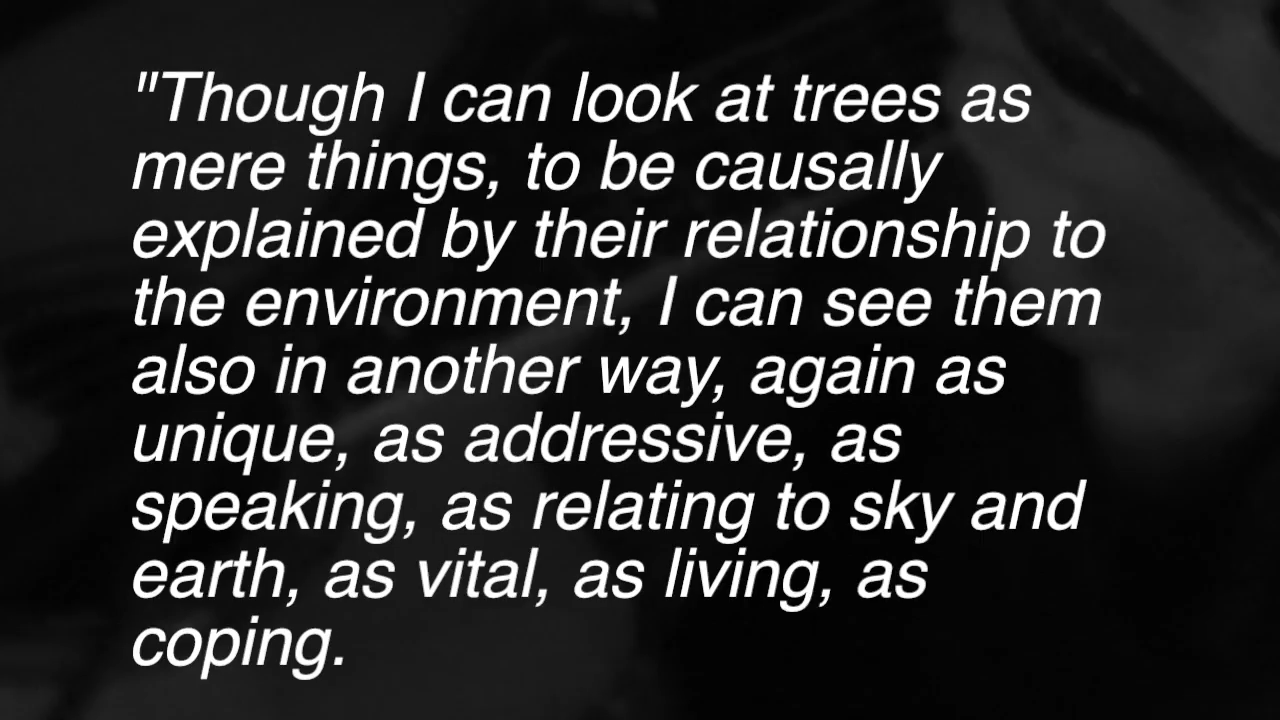 "Though I can look at trees as
mere things, to be causally
explained by their relationship to
the environment, I can see them
also in another way, again as
unique, as addressive, as
speaking, as relating to sky and
earth, as vital, as living, as
coping.